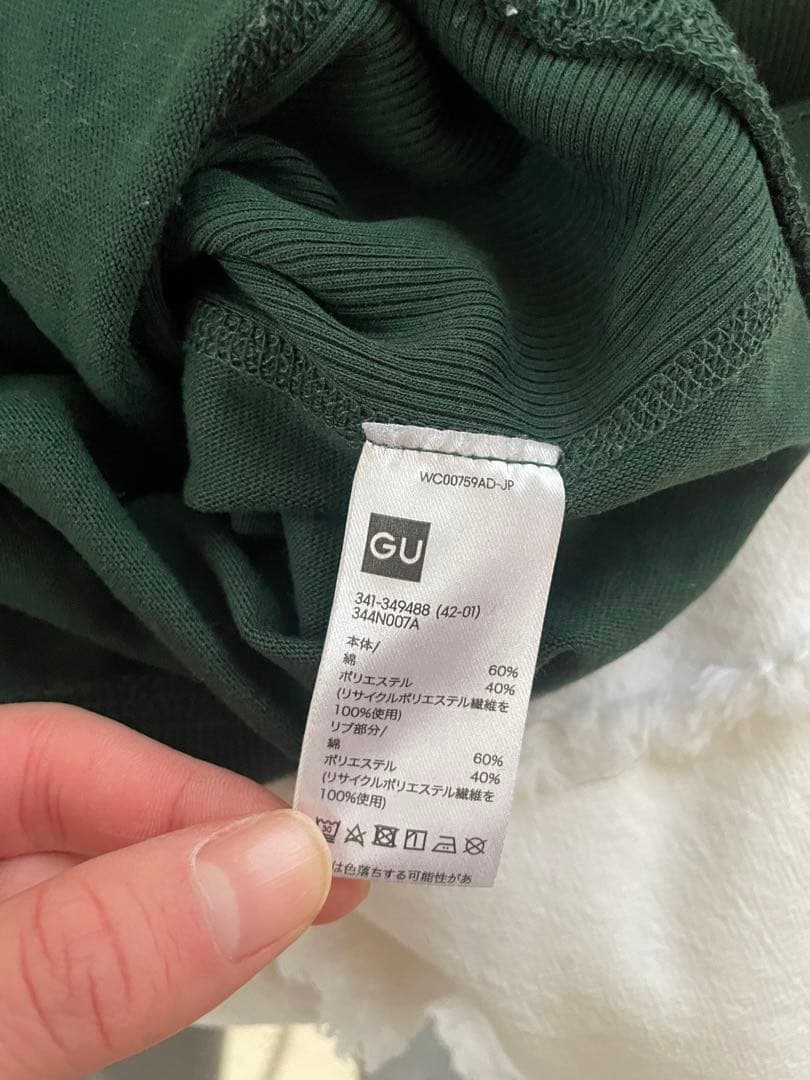 WC00759AD-JP
GU
341-349488 (42-01)
344N007A
本体/
綿 60%
ポリエステル 40%
(リサイクルポリエステル繊維を
100%使用)
リブ部分/
綿 60%
ポリエステル 40%
(リサイクルポリエステル繊維を
100%使用)
30
は色落ちする可能性があ